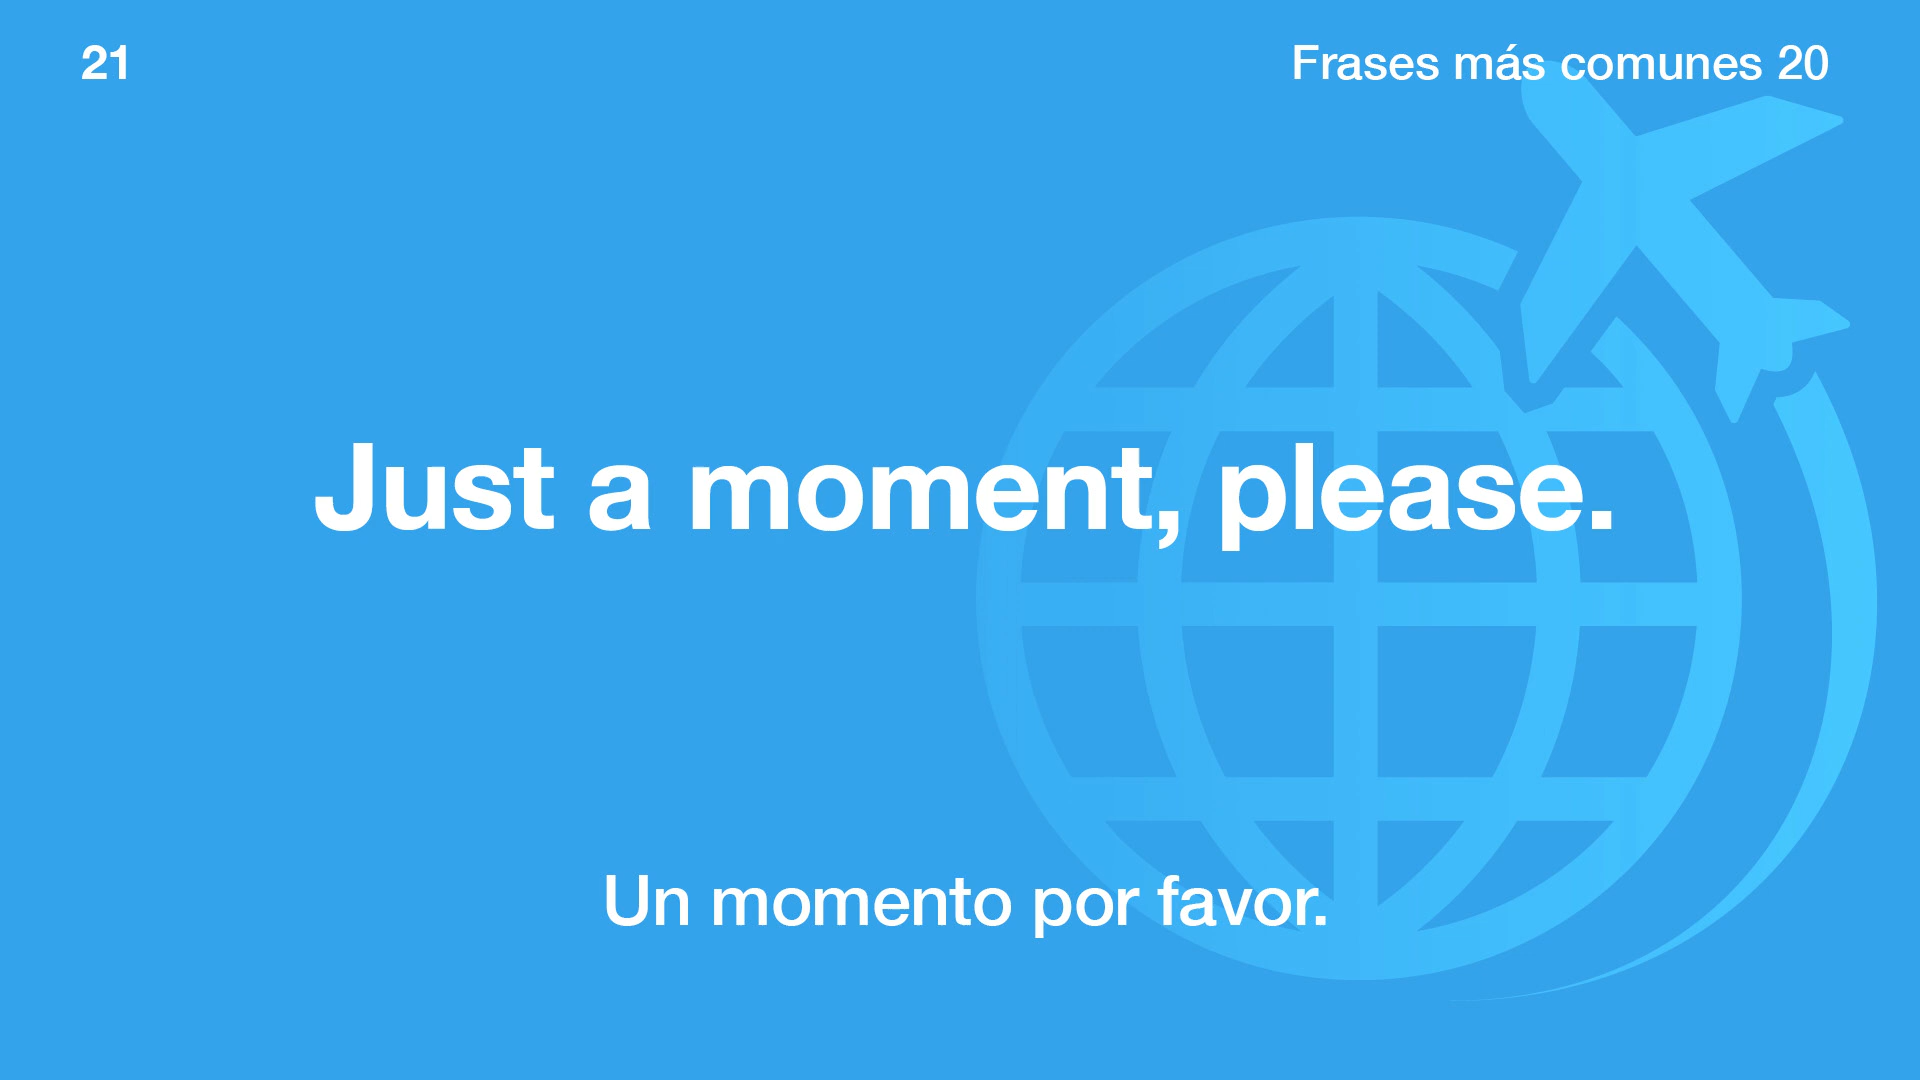 21
Frases más comunes 20
Just a moment, please.
Un momento por favor.